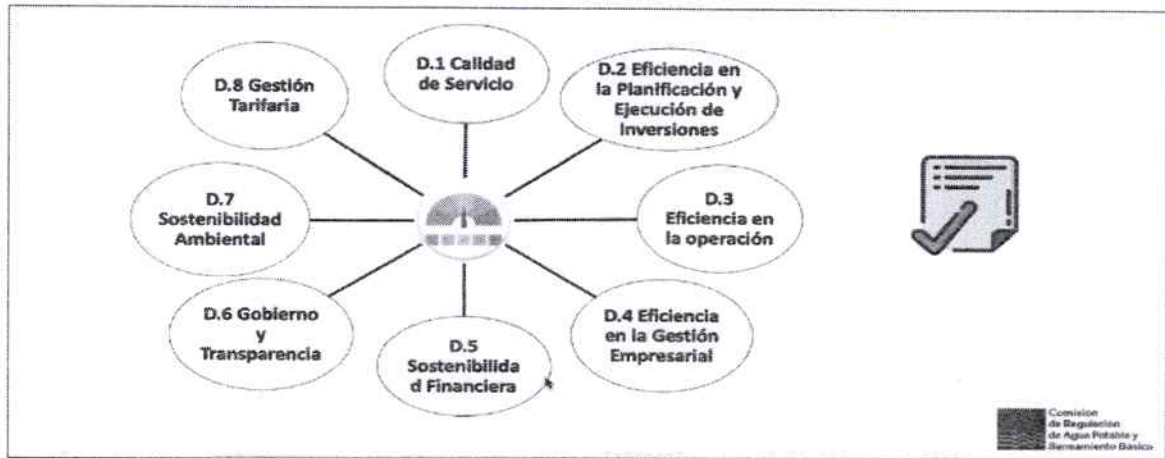 D.1 Calidad
de Servicio
D.2 Eficiencia en
la Planificación y
Ejecución de
Inversiones
D.3
Eficiencia en
la operación
D.4 Eficiencia
en la Gestión
Empresarial
D.5
Sostenibilida
d Financiera
D.6 Gobierno
y
Transparencia
D.7
Sostenibilidad
Ambiental
D.8 Gestión
Tarifaria
Comisión
de Regulación
de Agua Potable y
Saneamiento Básico